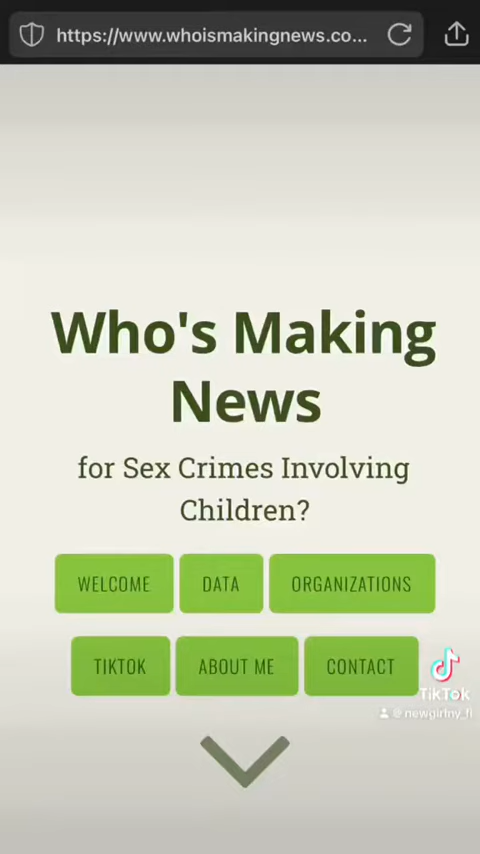 https://www.whoismakingnews.co...
Who's Making
News
for Sex Crimes Involving
Children?
WELCOME
DATA
ORGANIZATIONS
TIKTOK
ABOUT ME
CONTACT
TikTok